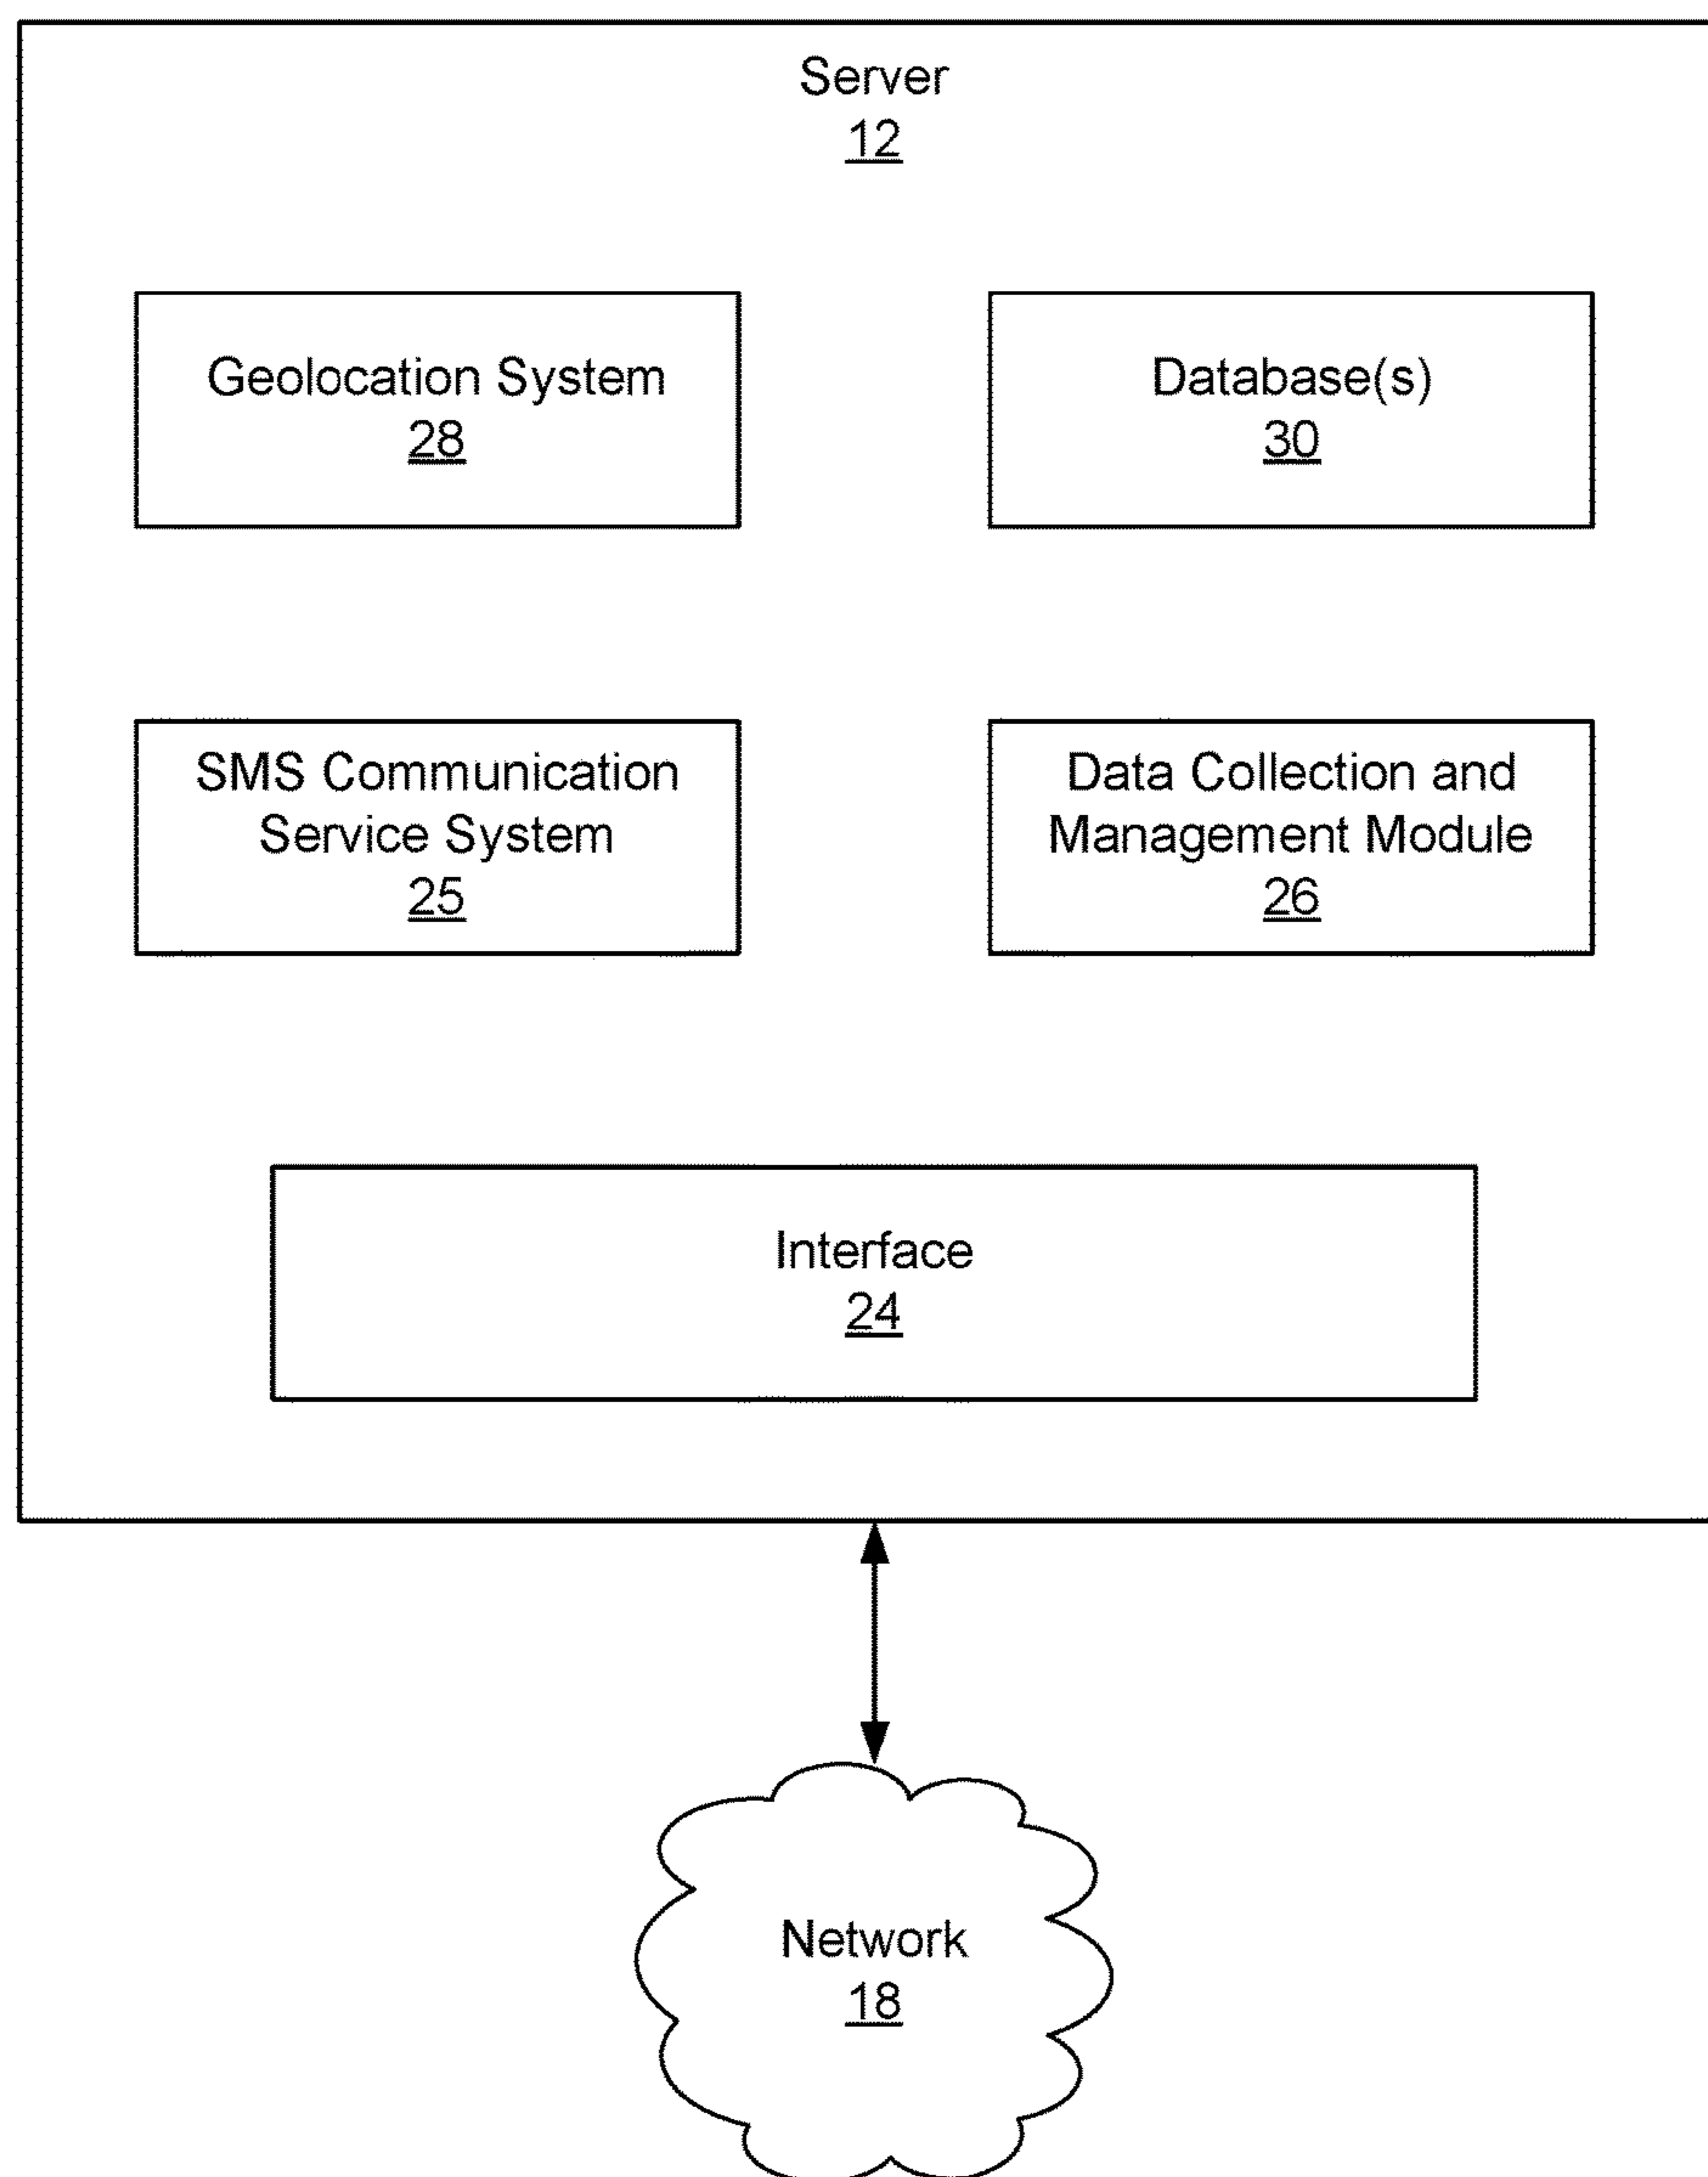 Server
12
Geolocation System
28
Database(s)
30
SMS Communication
Service System
25
Data Collection and
Management Module
26
Interface
24
Network
18